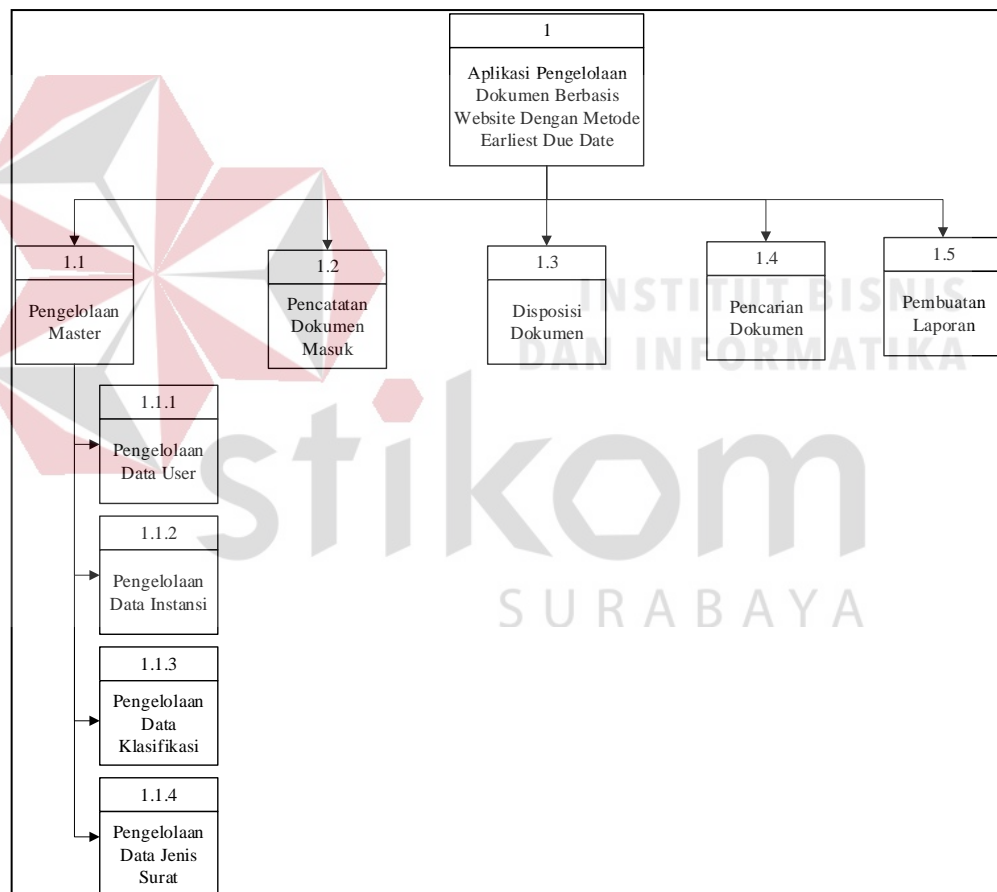 1
Aplikasi Pengelolaan
Dokumen Berbasis
Website Dengan Metode
Earliest Due Date
1.1
Pengelolaan
Master
1.2
Pencatatan
Dokumen
Masuk
1.3
Disposisi
Dokumen
1.4
Pencarian
Dokumen
1.5
Pembuatan
Laporan
INSTITUT BISNIS
DAN INFORMATIKA
stikom
SURABAYA
1.1.1
Pengelolaan
Data User
1.1.2
Pengelolaan
Data Instansi
1.1.3
Pengelolaan
Data
Klasifikasi
1.1.4
Pengelolaan
Data Jenis
Surat